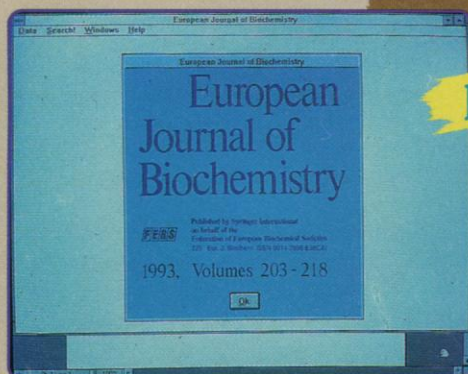 European Journal of Biochemistry
Data Search! Windows Help
European Journal of Biochemistry
European
Journal of
Biochemistry
FEBS
Published by Springer International
on behalf of the
Federation of European Biochemical Societies
1993, Volumes 203 - 218
Ok